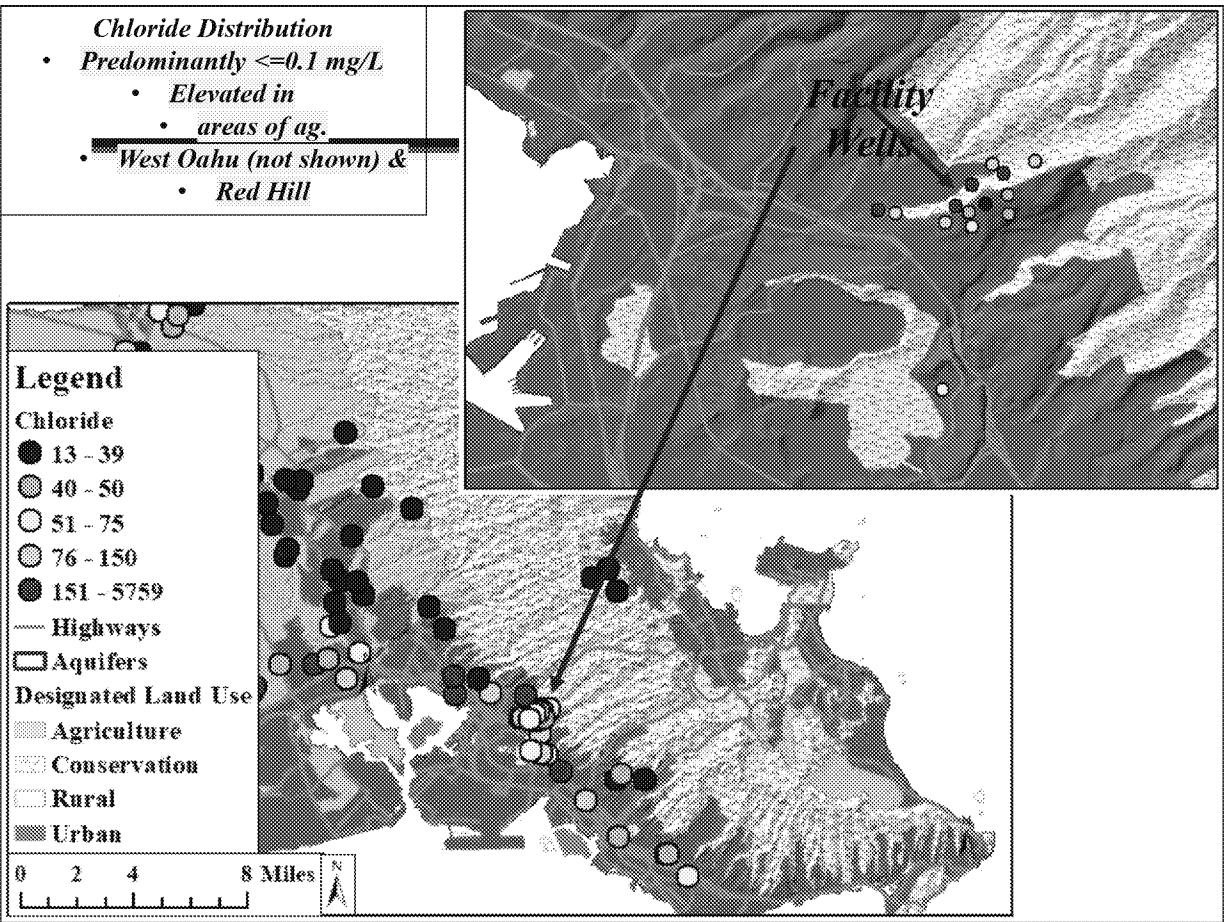 Chloride Distribution
• Predominantly <=0.1 mg/L
• Elevated in
• areas of ag.
• West Oahu (not shown) &
• Red Hill
Facility
Wells
Legend
Chloride
13 - 39
40 - 50
51 - 75
76 - 150
151 - 5759
Highways
Aquifers
Designated Land Use
Agriculture
Conservation
Rural
Urban
0 2 4 8 Miles
N